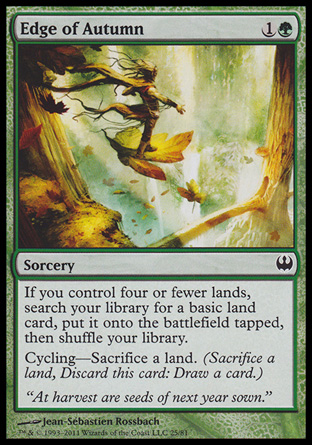 Edge of Autumn 1
Sorcery
If you control four or fewer lands,
search your library for a basic land
card, put it onto the battlefield tapped,
then shuffle your library.
Cycling—Sacrifice a land. (Sacrifice a
land, Discard this card: Draw a card.)
“At harvest are seeds of next year sown.”
Jean-Sébastien Rossbach
™ & © 1993–2011 Wizards of the Coast LLC 25/81